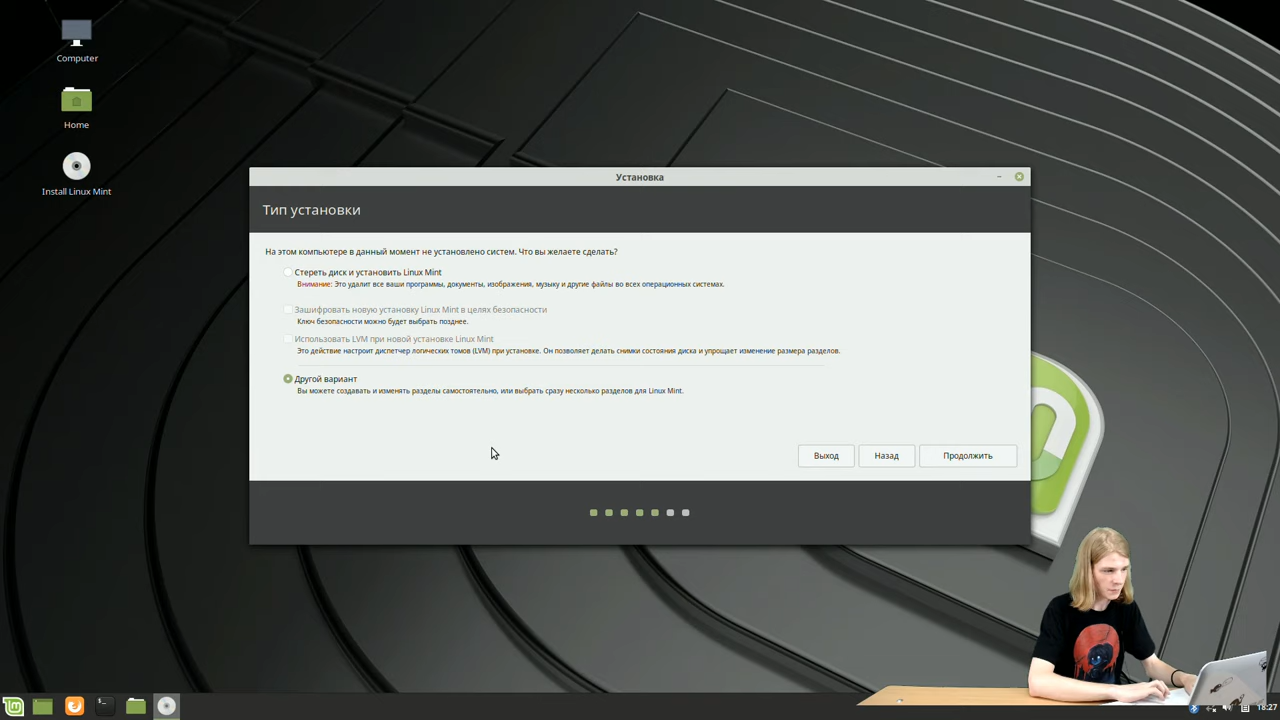 Computer
Home
Install Linux Mint
Установка
Тип установки
На этом компьютере в данный момент не установлено систем. Что вы желаете сделать?
Стереть диск и установить Linux Mint
Внимание: Это удалит все ваши программы, документы, изображения, музыку и другие файлы во всех операционных системах.
Зашифровать новую установку Linux Mint в целях безопасности
Ключ безопасности можно будет выбрать позднее.
Использовать LVM при новой установке Linux Mint
Это действие настроит диспетчер логических томов (LVM) при установке. Он позволяет делать снимки состояния диска и упрощает изменение размера разделов.
Другой вариант
Вы можете создавать и изменять разделы самостоятельно, или выбрать сразу несколько разделов для Linux Mint.
Выход
Назад
Продолжить
18:27